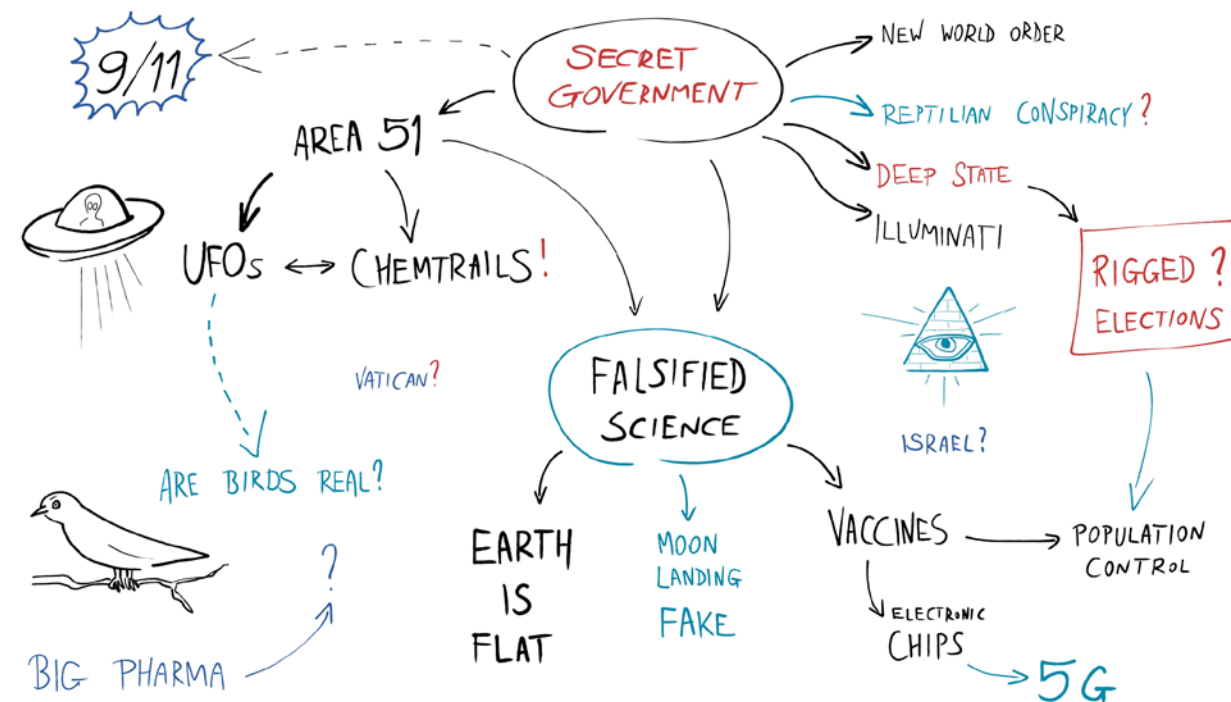 9/11
SECRET
GOVERNMENT
NEW WORLD ORDER
REPTILIAN CONSPIRACY?
AREA 51
DEEP STATE
ILLUMINATI
UFOs
CHEMTRAILS!
RIGGED ?
ELECTIONS
VATICAN?
FALSIFIED
SCIENCE
ISRAEL?
ARE BIRDS REAL?
EARTH
IS
FLAT
MOON
LANDING
FAKE
VACCINES
POPULATION
CONTROL
?
ELECTRONIC
CHIPS
BIG PHARMA
5G